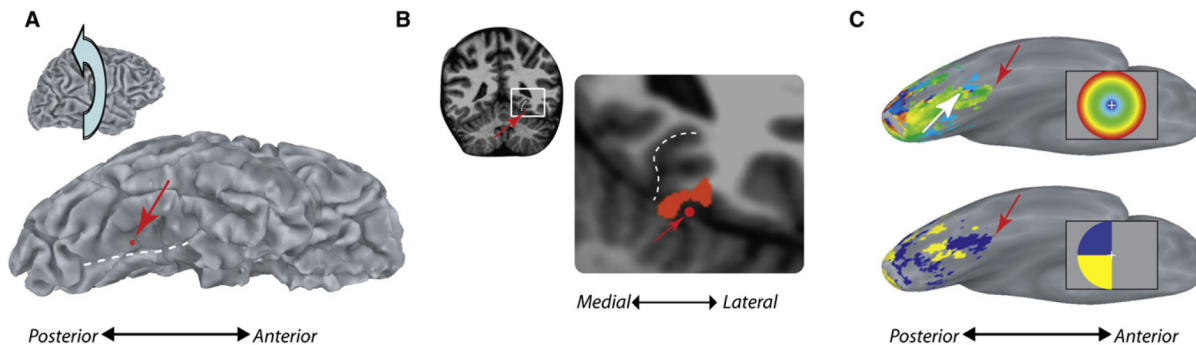 A
B
C
Posterior
Anterior
Medial
Lateral
Posterior
Anterior